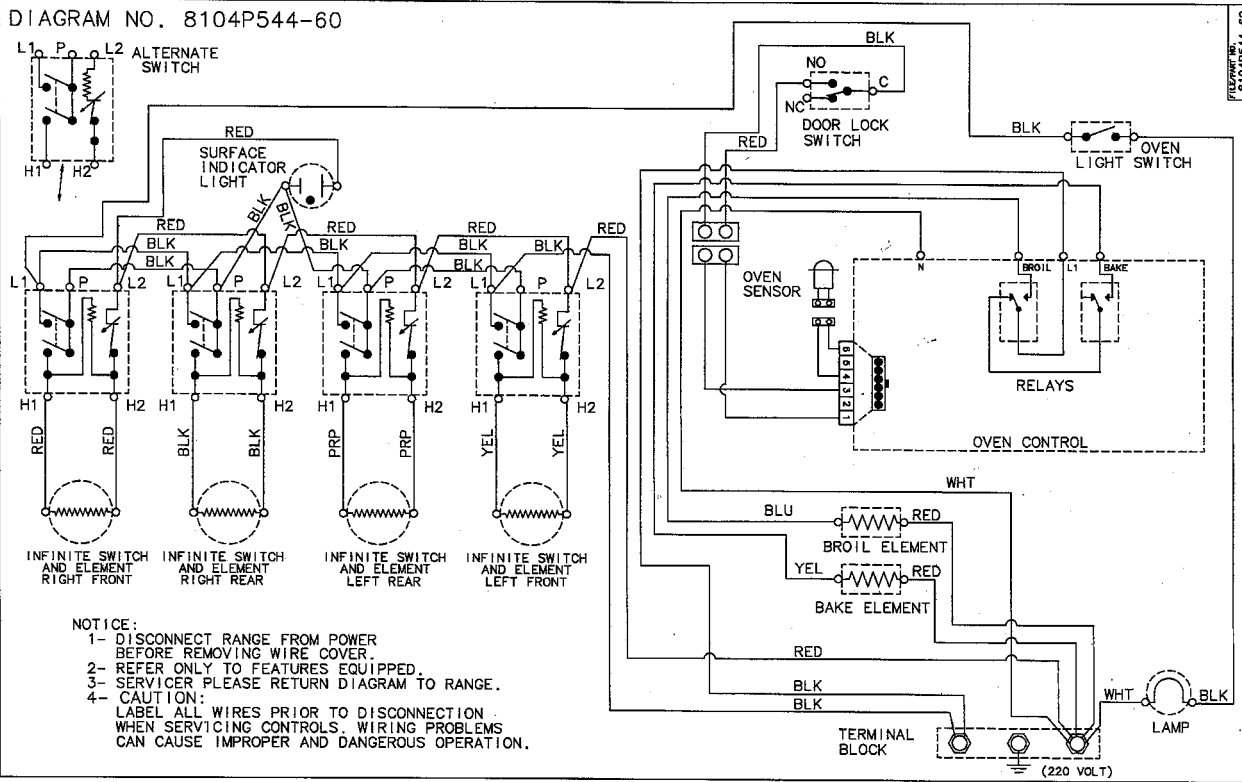 DIAGRAM NO. 8104P544-60
L1 P L2 ALTERNATE
SWITCH
H1 H2
RED
SURFACE
INDICATOR
LIGHT
BLK
BLK
BLK
NO
NC
C
DOOR LOCK
SWITCH
RED
BLK
OVEN
LIGHT SWITCH
FILE/PART NO.
8104P544-60
RED
BLK
BLK
RED
BLK
RED
BLK
BLK
RED
L1 P L2 L1 P L2 L1 P L2 L1 P L2
H1 H2 H1 H2 H1 H2 H1 H2
RED RED BLK BLK PRP PRP YEL YEL
INFINITE SWITCH
AND ELEMENT
RIGHT FRONT
INFINITE SWITCH
AND ELEMENT
RIGHT REAR
INFINITE SWITCH
AND ELEMENT
LEFT REAR
INFINITE SWITCH
AND ELEMENT
LEFT FRONT
OVEN
SENSOR
N BROIL L1 BAKE
6
5
4
3
2
1
RELAYS
OVEN CONTROL
WHT
BLU RED
BROIL ELEMENT
YEL RED
BAKE ELEMENT
RED
BLK
BLK
WHT BLK
LAMP
TERMINAL
BLOCK
(220 VOLT)
NOTICE:
1- DISCONNECT RANGE FROM POWER
BEFORE REMOVING WIRE COVER.
2- REFER ONLY TO FEATURES EQUIPPED.
3- SERVICER PLEASE RETURN DIAGRAM TO RANGE.
4- CAUTION:
LABEL ALL WIRES PRIOR TO DISCONNECTION
WHEN SERVICING CONTROLS. WIRING PROBLEMS
CAN CAUSE IMPROPER AND DANGEROUS OPERATION.